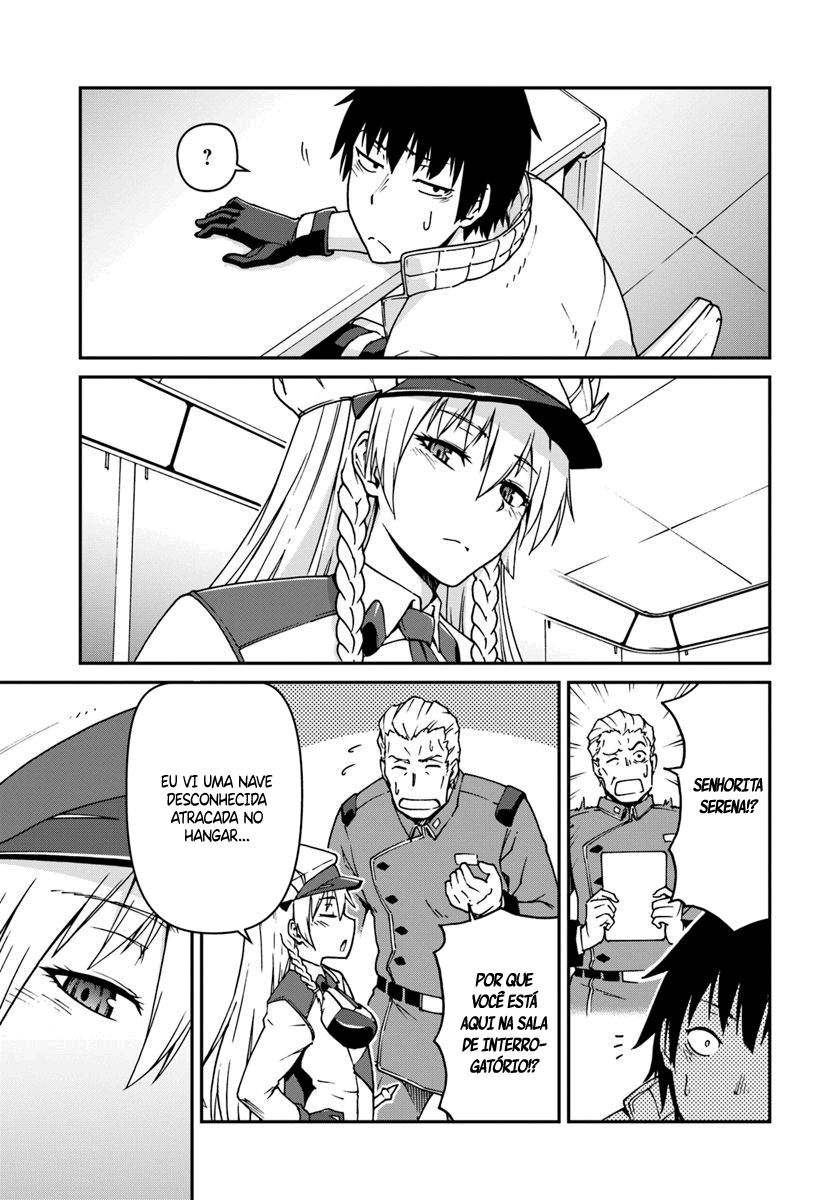 ?
SENHORITA
SERENA!?
POR QUE
VOCÊ ESTÁ
AQUI NA SALA
DE INTERRO-
GATÓRIO!?
EU VI UMA NAVE
DESCONHECIDA
ATRACADA NO
HANGAR...